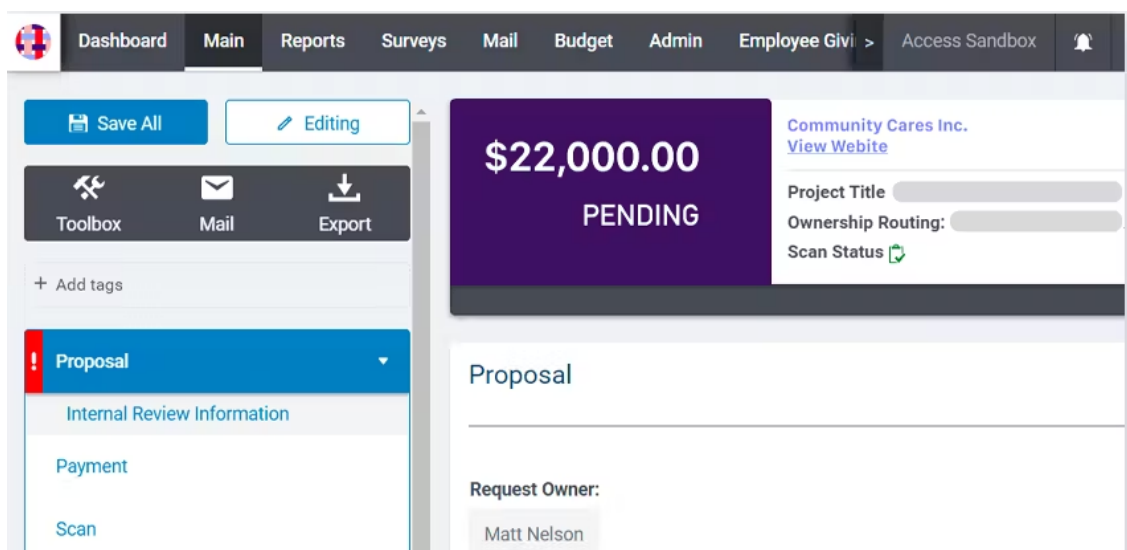 Dashboard Main Reports Surveys Mail Budget Admin Employee Givi > Access Sandbox
Save All
Editing
Toolbox Mail Export
+ Add tags
! Proposal
Internal Review Information
Payment
Scan
$22,000.00
PENDING
Community Cares Inc.
View Webite
Project Title
Ownership Routing:
Scan Status
Proposal
Request Owner:
Matt Nelson